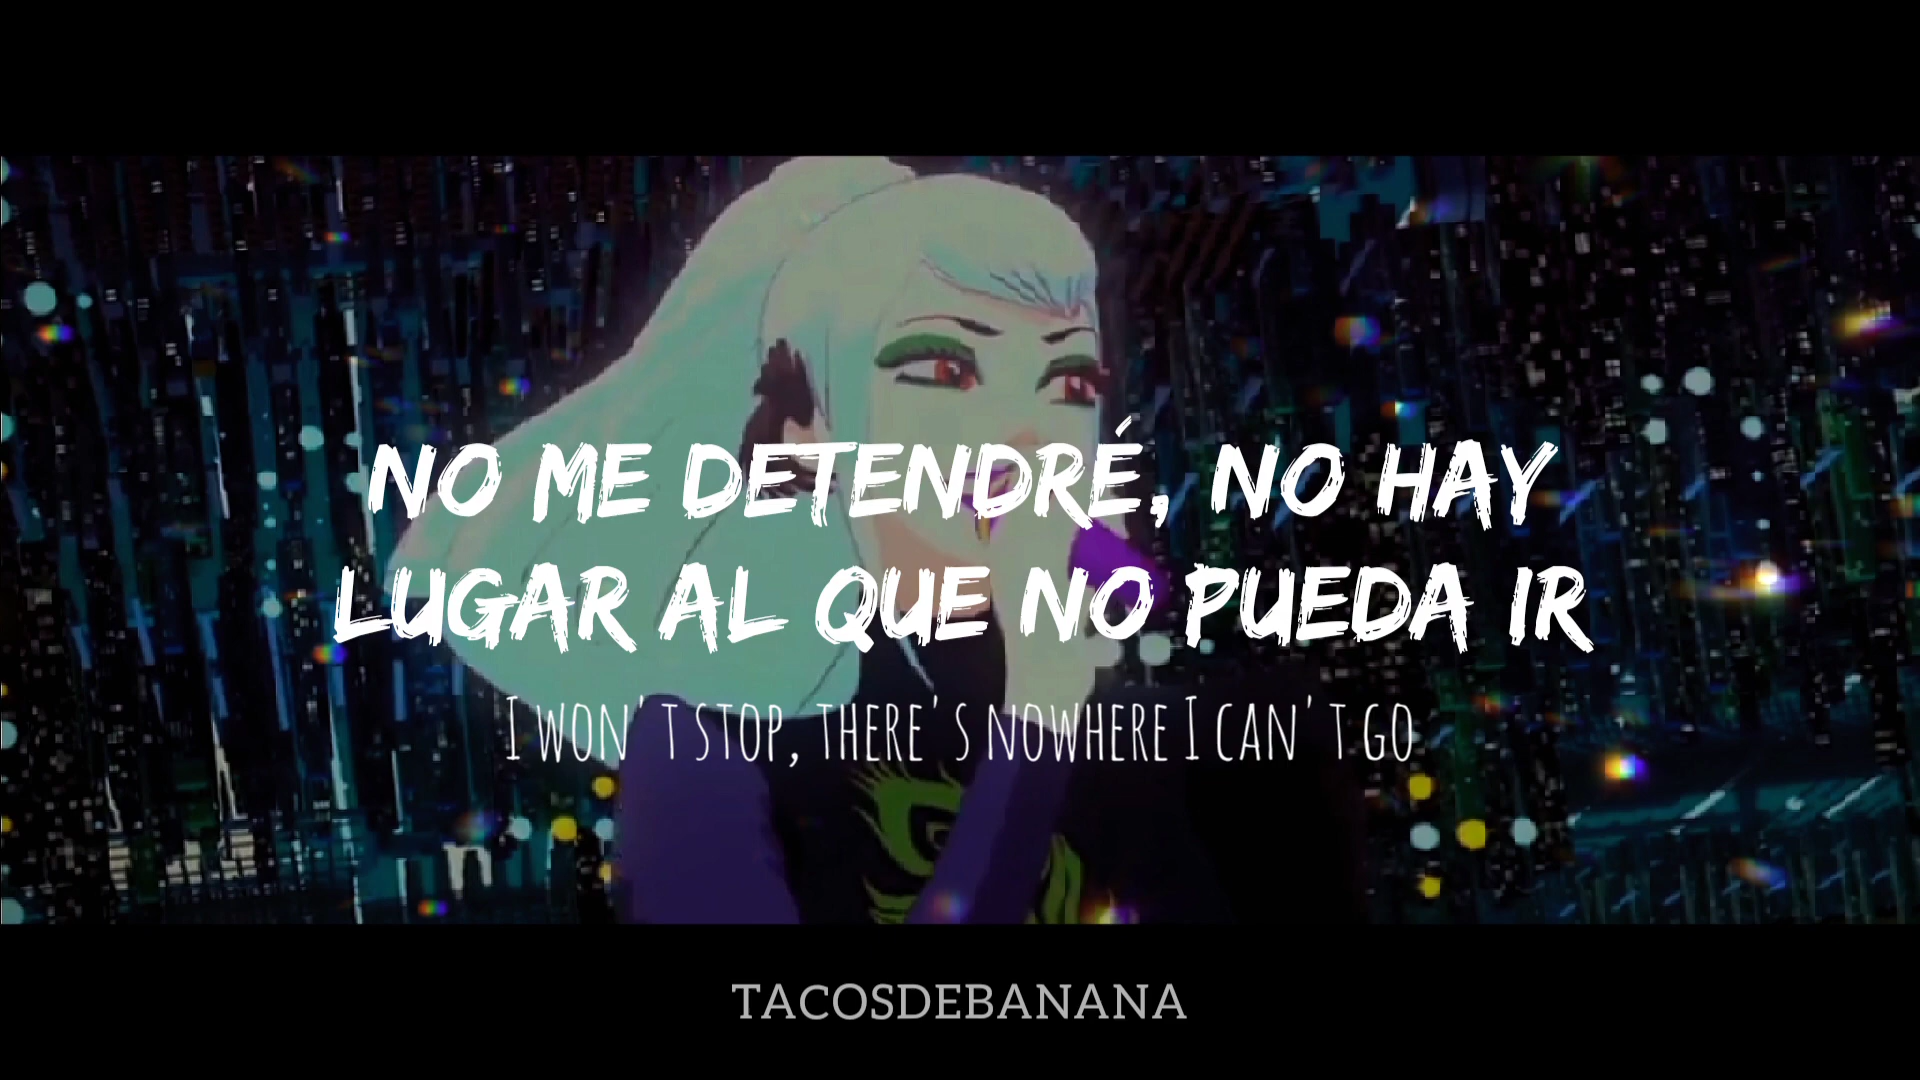 NO ME DETENDRÉ, NO HAY
LUGAR AL QUE NO PUEDA IR
I WON'T STOP, THERE'S NOWHERE I CAN'T GO
TACOSDEBANANA